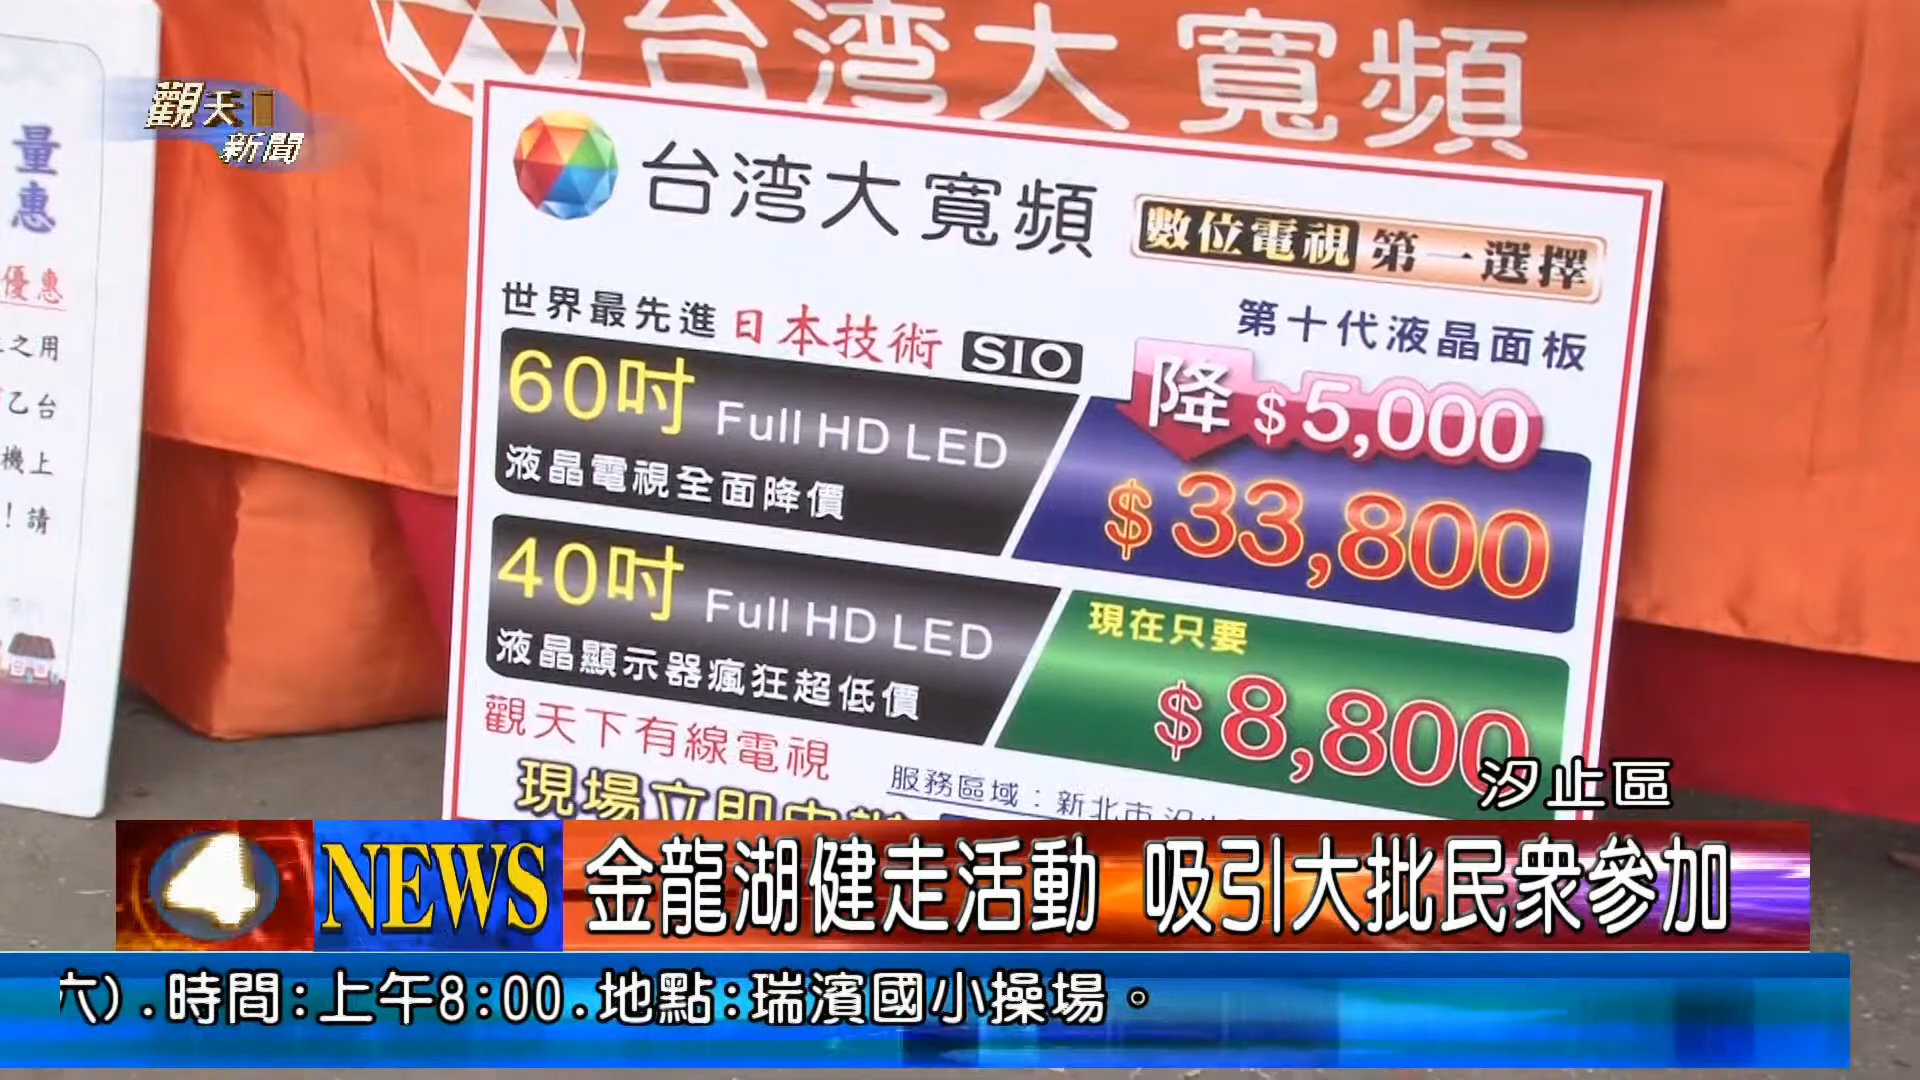 台湾大寬頻
觀天
新聞
量
惠
優惠
之用
乙台
機上
！請
台湾大寬頻
數位電視 第一選擇
世界最先進 日本技術 SIO
第十代液晶面板
60吋 Full HD LED
液晶電視全面降價
降 $5,000
$33,800
40吋 Full HD LED
液晶顯示器瘋狂超低價
現在只要
$8,800
觀天下有線電視
服務區域：新北市
現場立即
汐止區
NEWS
金龍湖健走活動 吸引大批民眾參加
六).時間:上午8:00.地點:瑞濱國小操場。